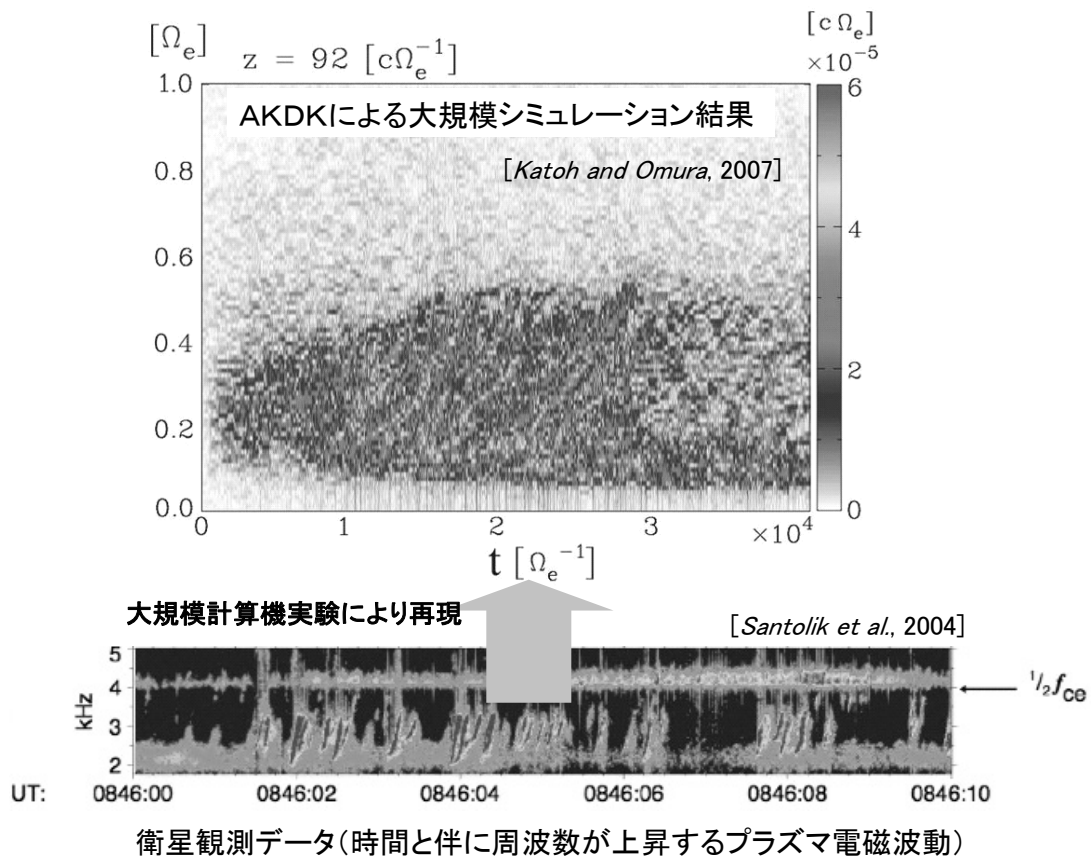 [Ωe] z = 92 [cΩe⁻¹] [cΩe]
×10⁻⁵
1.0 6
AKDKによる大規模シミュレーション結果
[Katoh and Omura, 2007]
0.8
4
0.6
0.4
2
0.2
0.0 0
0 1 2 3 ×10⁴
t [Ωe⁻¹]
大規模計算機実験により再現
[Santolik et al., 2004]
5
4 ½fce
kHz
3
2
UT: 0846:00 0846:02 0846:04 0846:06 0846:08 0846:10
衛星観測データ(時間と伴に周波数が上昇するプラズマ電磁波動)